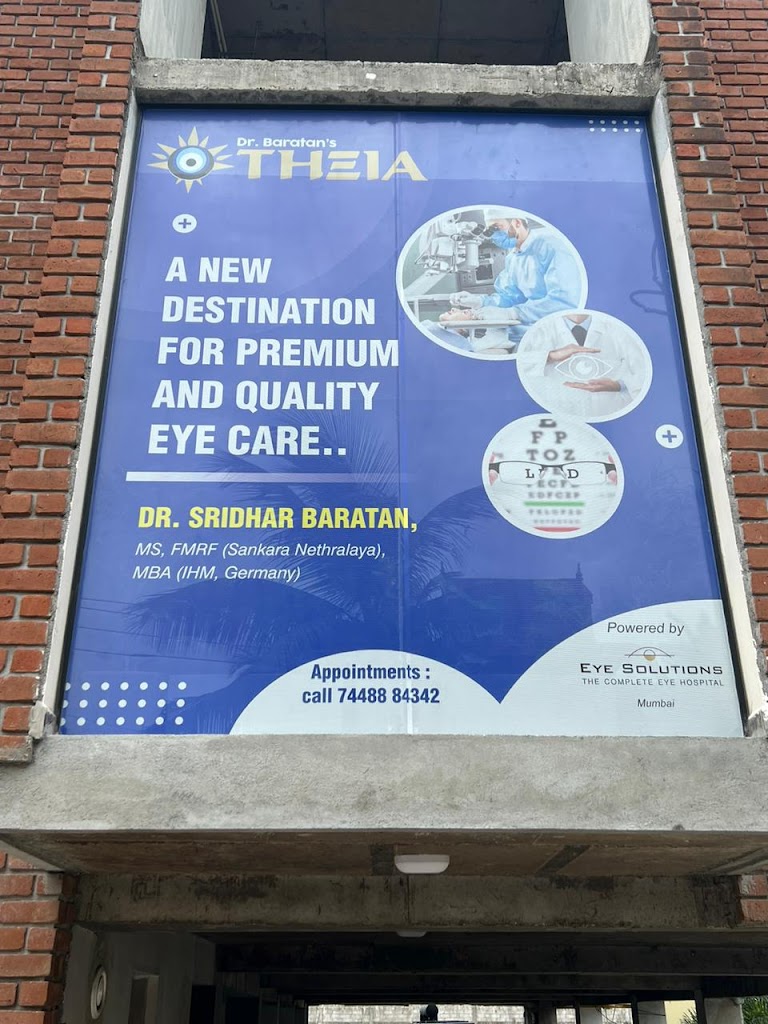 Dr. Baratan's
THEIA
A NEW
DESTINATION
FOR PREMIUM
AND QUALITY
EYE CARE..
DR. SRIDHAR BARATAN,
MS, FMRF (Sankara Nethralaya),
MBA (IHM, Germany)
Appointments :
call 74488 84342
Powered by
EYE SOLUTIONS
THE COMPLETE EYE HOSPITAL
Mumbai
F P
TOZ